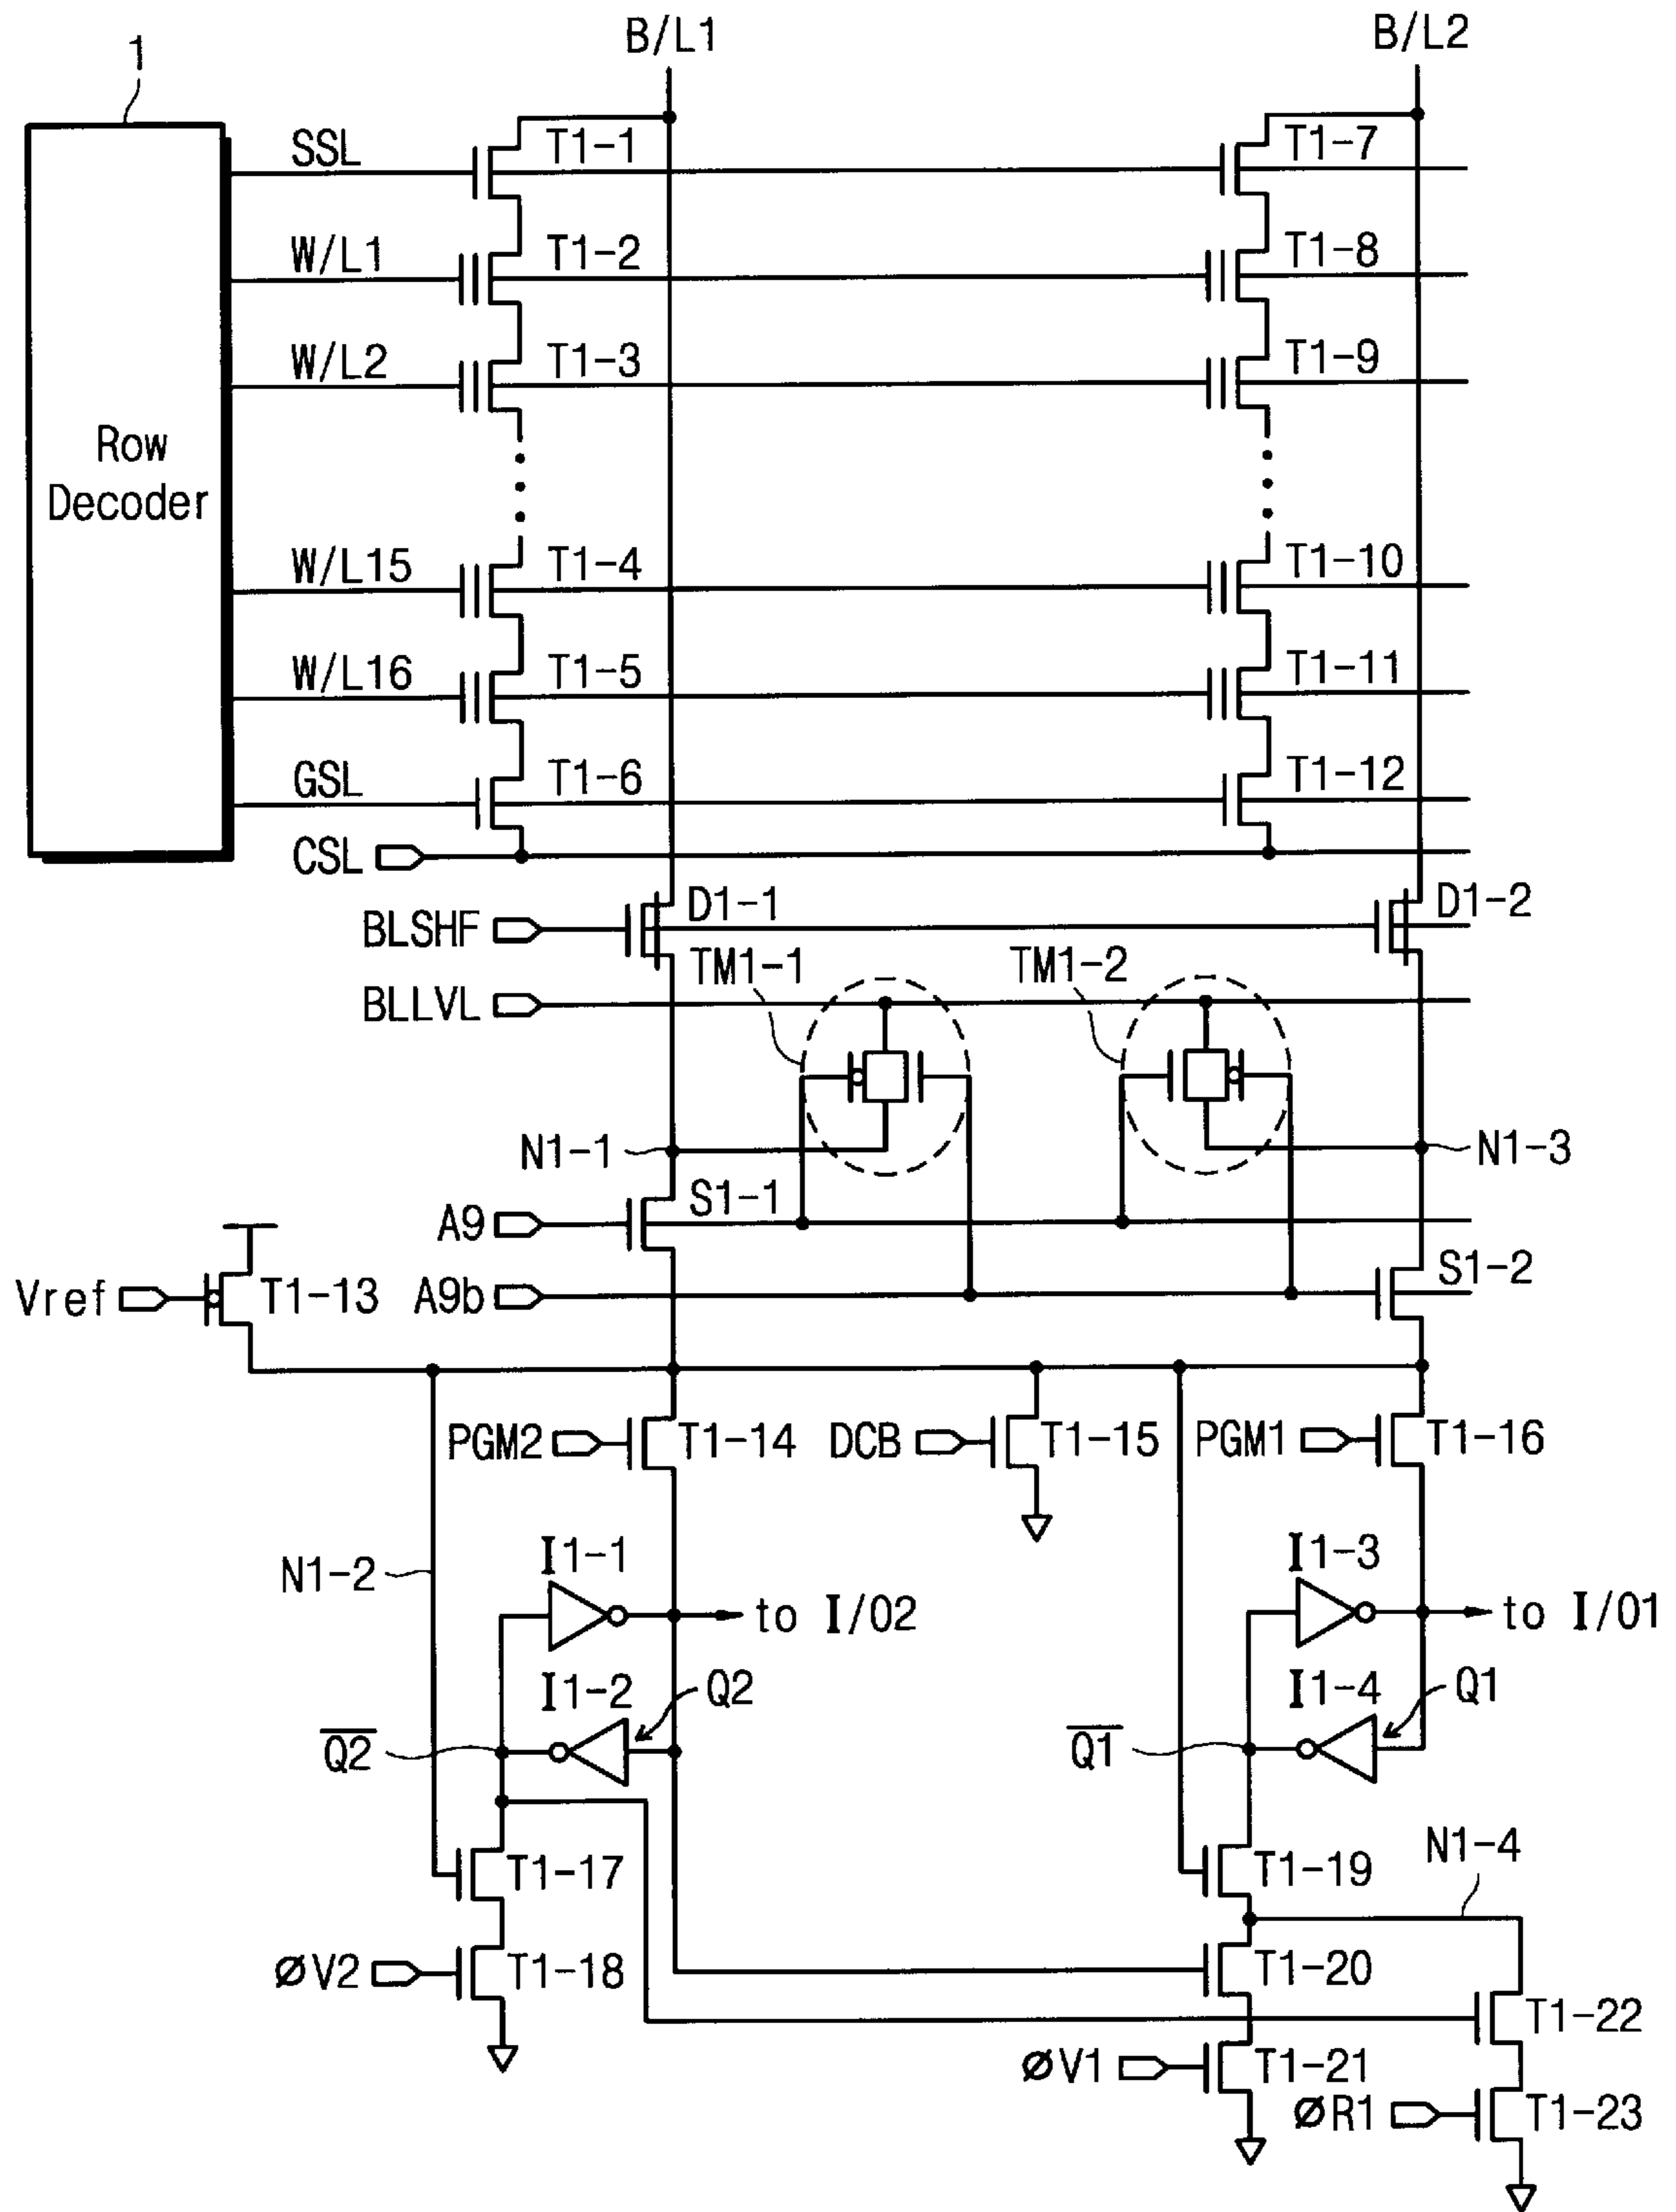 B/L1 B/L2
1
SSL T1-1 T1-7
W/L1 T1-2 T1-8
W/L2 T1-3 T1-9
Row
Decoder
W/L15 T1-4 T1-10
W/L16 T1-5 T1-11
GSL T1-6 T1-12
CSL
BLSHF D1-1 D1-2
TM1-1 TM1-2
BLLVL
N1-1 N1-3
A9 S1-1
Vref T1-13 A9b S1-2
PGM2 T1-14 DCB T1-15 PGM1 T1-16
N1-2 I1-1 I1-3
to I/02 to I/01
I1-2 Q2 I1-4 Q1
Q2̅ Q1̅
T1-17 T1-19 N1-4
ØV2 T1-18 T1-20
T1-22
ØV1 T1-21
ØR1 T1-23